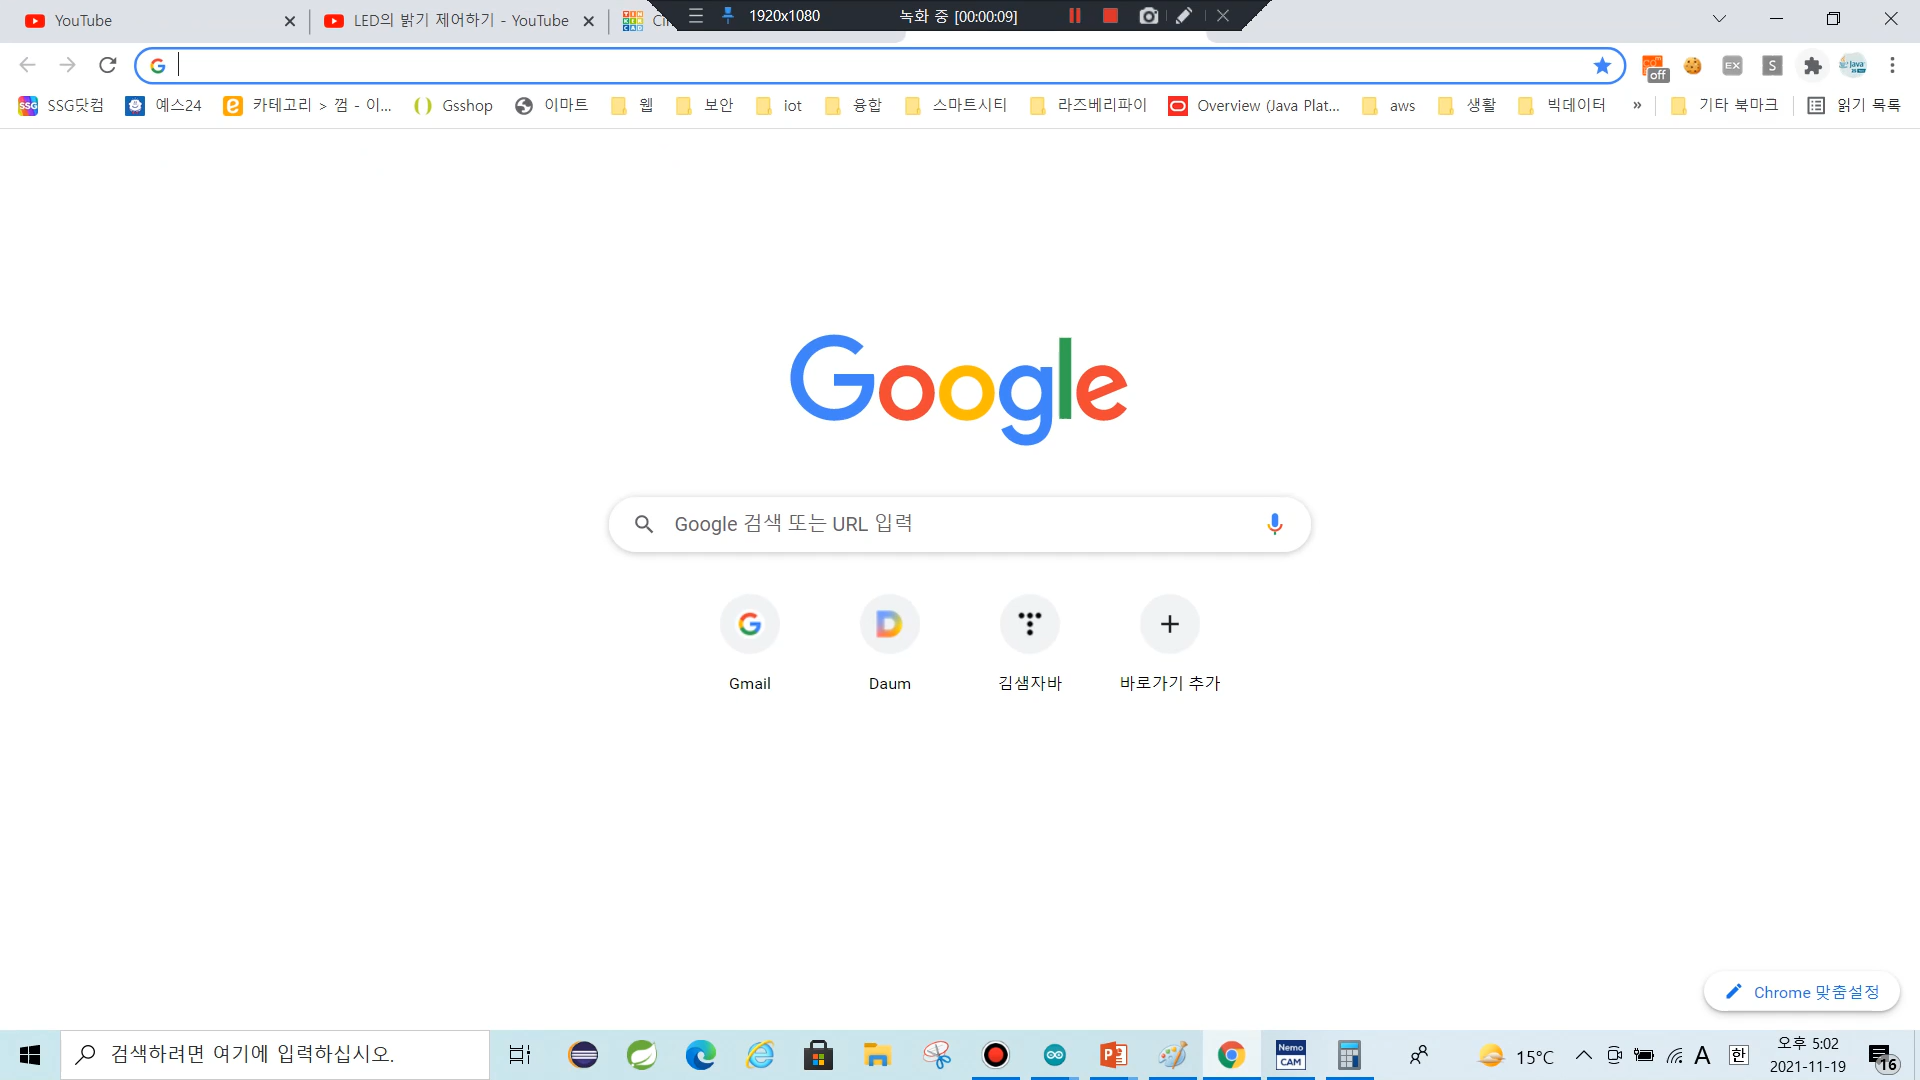 YouTube
LED의 밝기 제어하기 - YouTube
1920x1080
녹화 중 [00:00:09]
off
EX
S
SSG닷컴
예스24
카테고리 > 껌 - 이...
Gsshop
이마트
웹
보안
iot
융합
스마트시티
라즈베리파이
Overview (Java Plat...
aws
생활
빅데이터
»
기타 북마크
읽기 목록
Google
Google 검색 또는 URL 입력
Gmail
Daum
김샘자바
바로가기 추가
Chrome 맞춤설정
검색하려면 여기에 입력하십시오.
Nemo
CAM
15°C
A
한
오후 5:02
2021-11-19
16